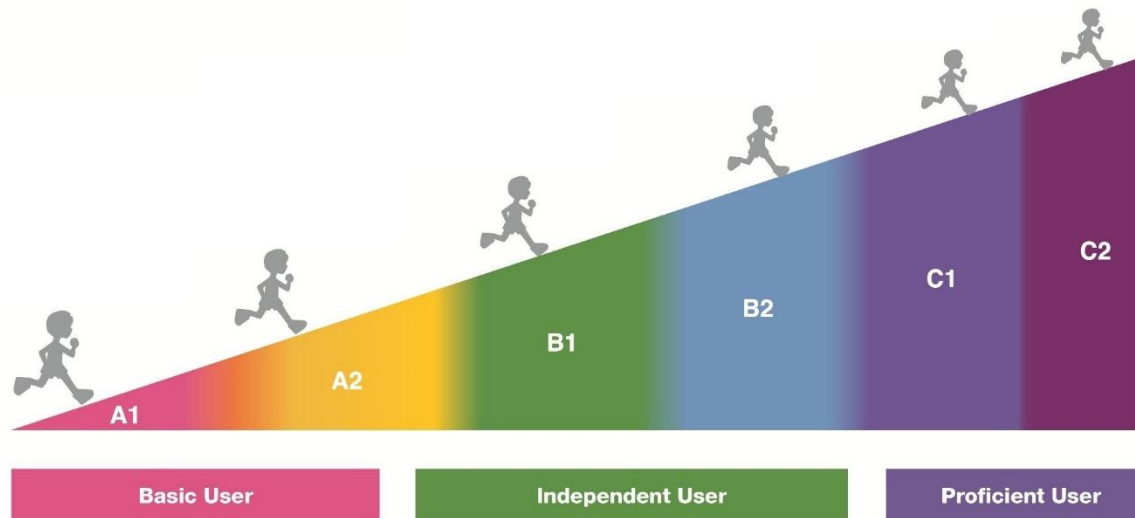 A1
A2
B1
B2
C1
C2
Basic User
Independent User
Proficient User